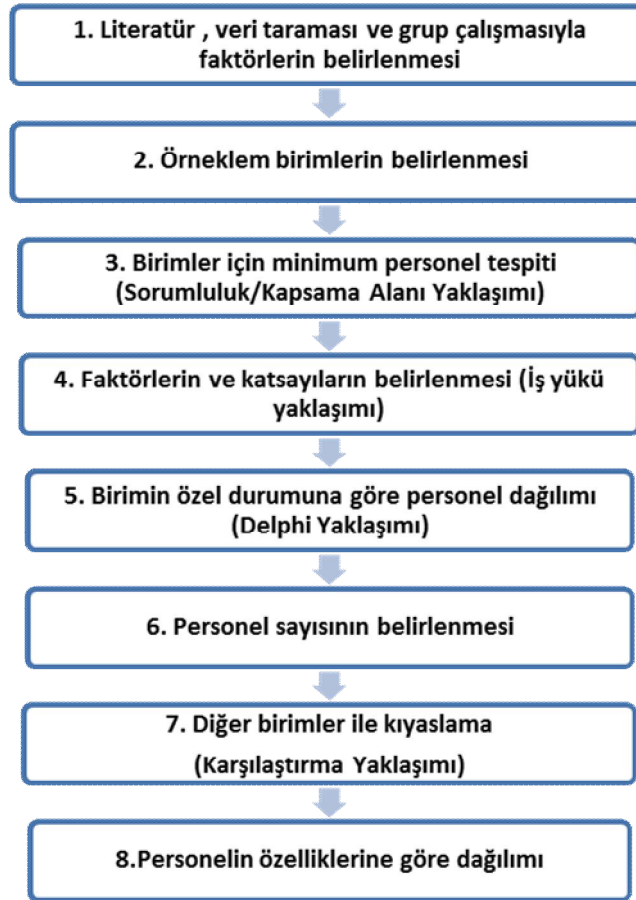 1. Literatür , veri taraması ve grup çalışmasıyla
faktörlerin belirlenmesi
2. Örneklem birimlerin belirlenmesi
3. Birimler için minimum personel tespiti
(Sorumluluk/Kapsama Alanı Yaklaşımı)
4. Faktörlerin ve katsayıların belirlenmesi (İş yükü
yaklaşımı)
5. Birimin özel durumuna göre personel dağılımı
(Delphi Yaklaşımı)
6. Personel sayısının belirlenmesi
7. Diğer birimler ile kıyaslama
(Karşılaştırma Yaklaşımı)
8.Personelin özelliklerine göre dağılımı